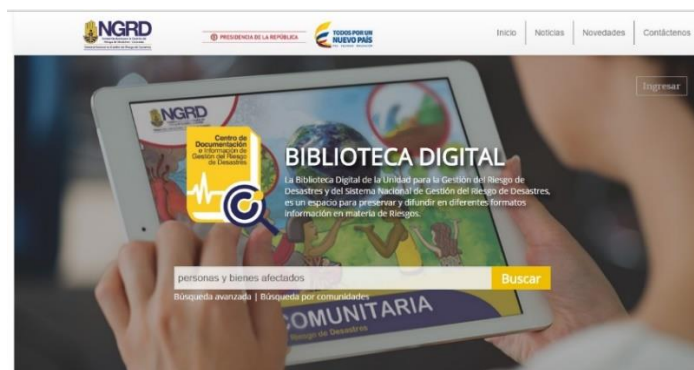 NGRD
PRESIDENCIA DE LA REPÚBLICA
TODOS POR UN
NUEVO PAÍS
Inicio
Noticias
Novedades
Contáctenos
Ingresar
NGRD
Centro de
Documentación
e Información de
Gestión del Riesgo
de Desastres
BIBLIOTECA DIGITAL
La Biblioteca Digital de la Unidad para la Gestión del Riesgo de
Desastres y del Sistema Nacional de Gestión del Riesgo de Desastres,
es un espacio para preservar y difundir en diferentes formatos
información en materia de Riesgos.
personas y bienes afectados
Buscar
Búsqueda avanzada | Búsqueda por comunidades
COMUNITARIA
Riesgo de Desastres